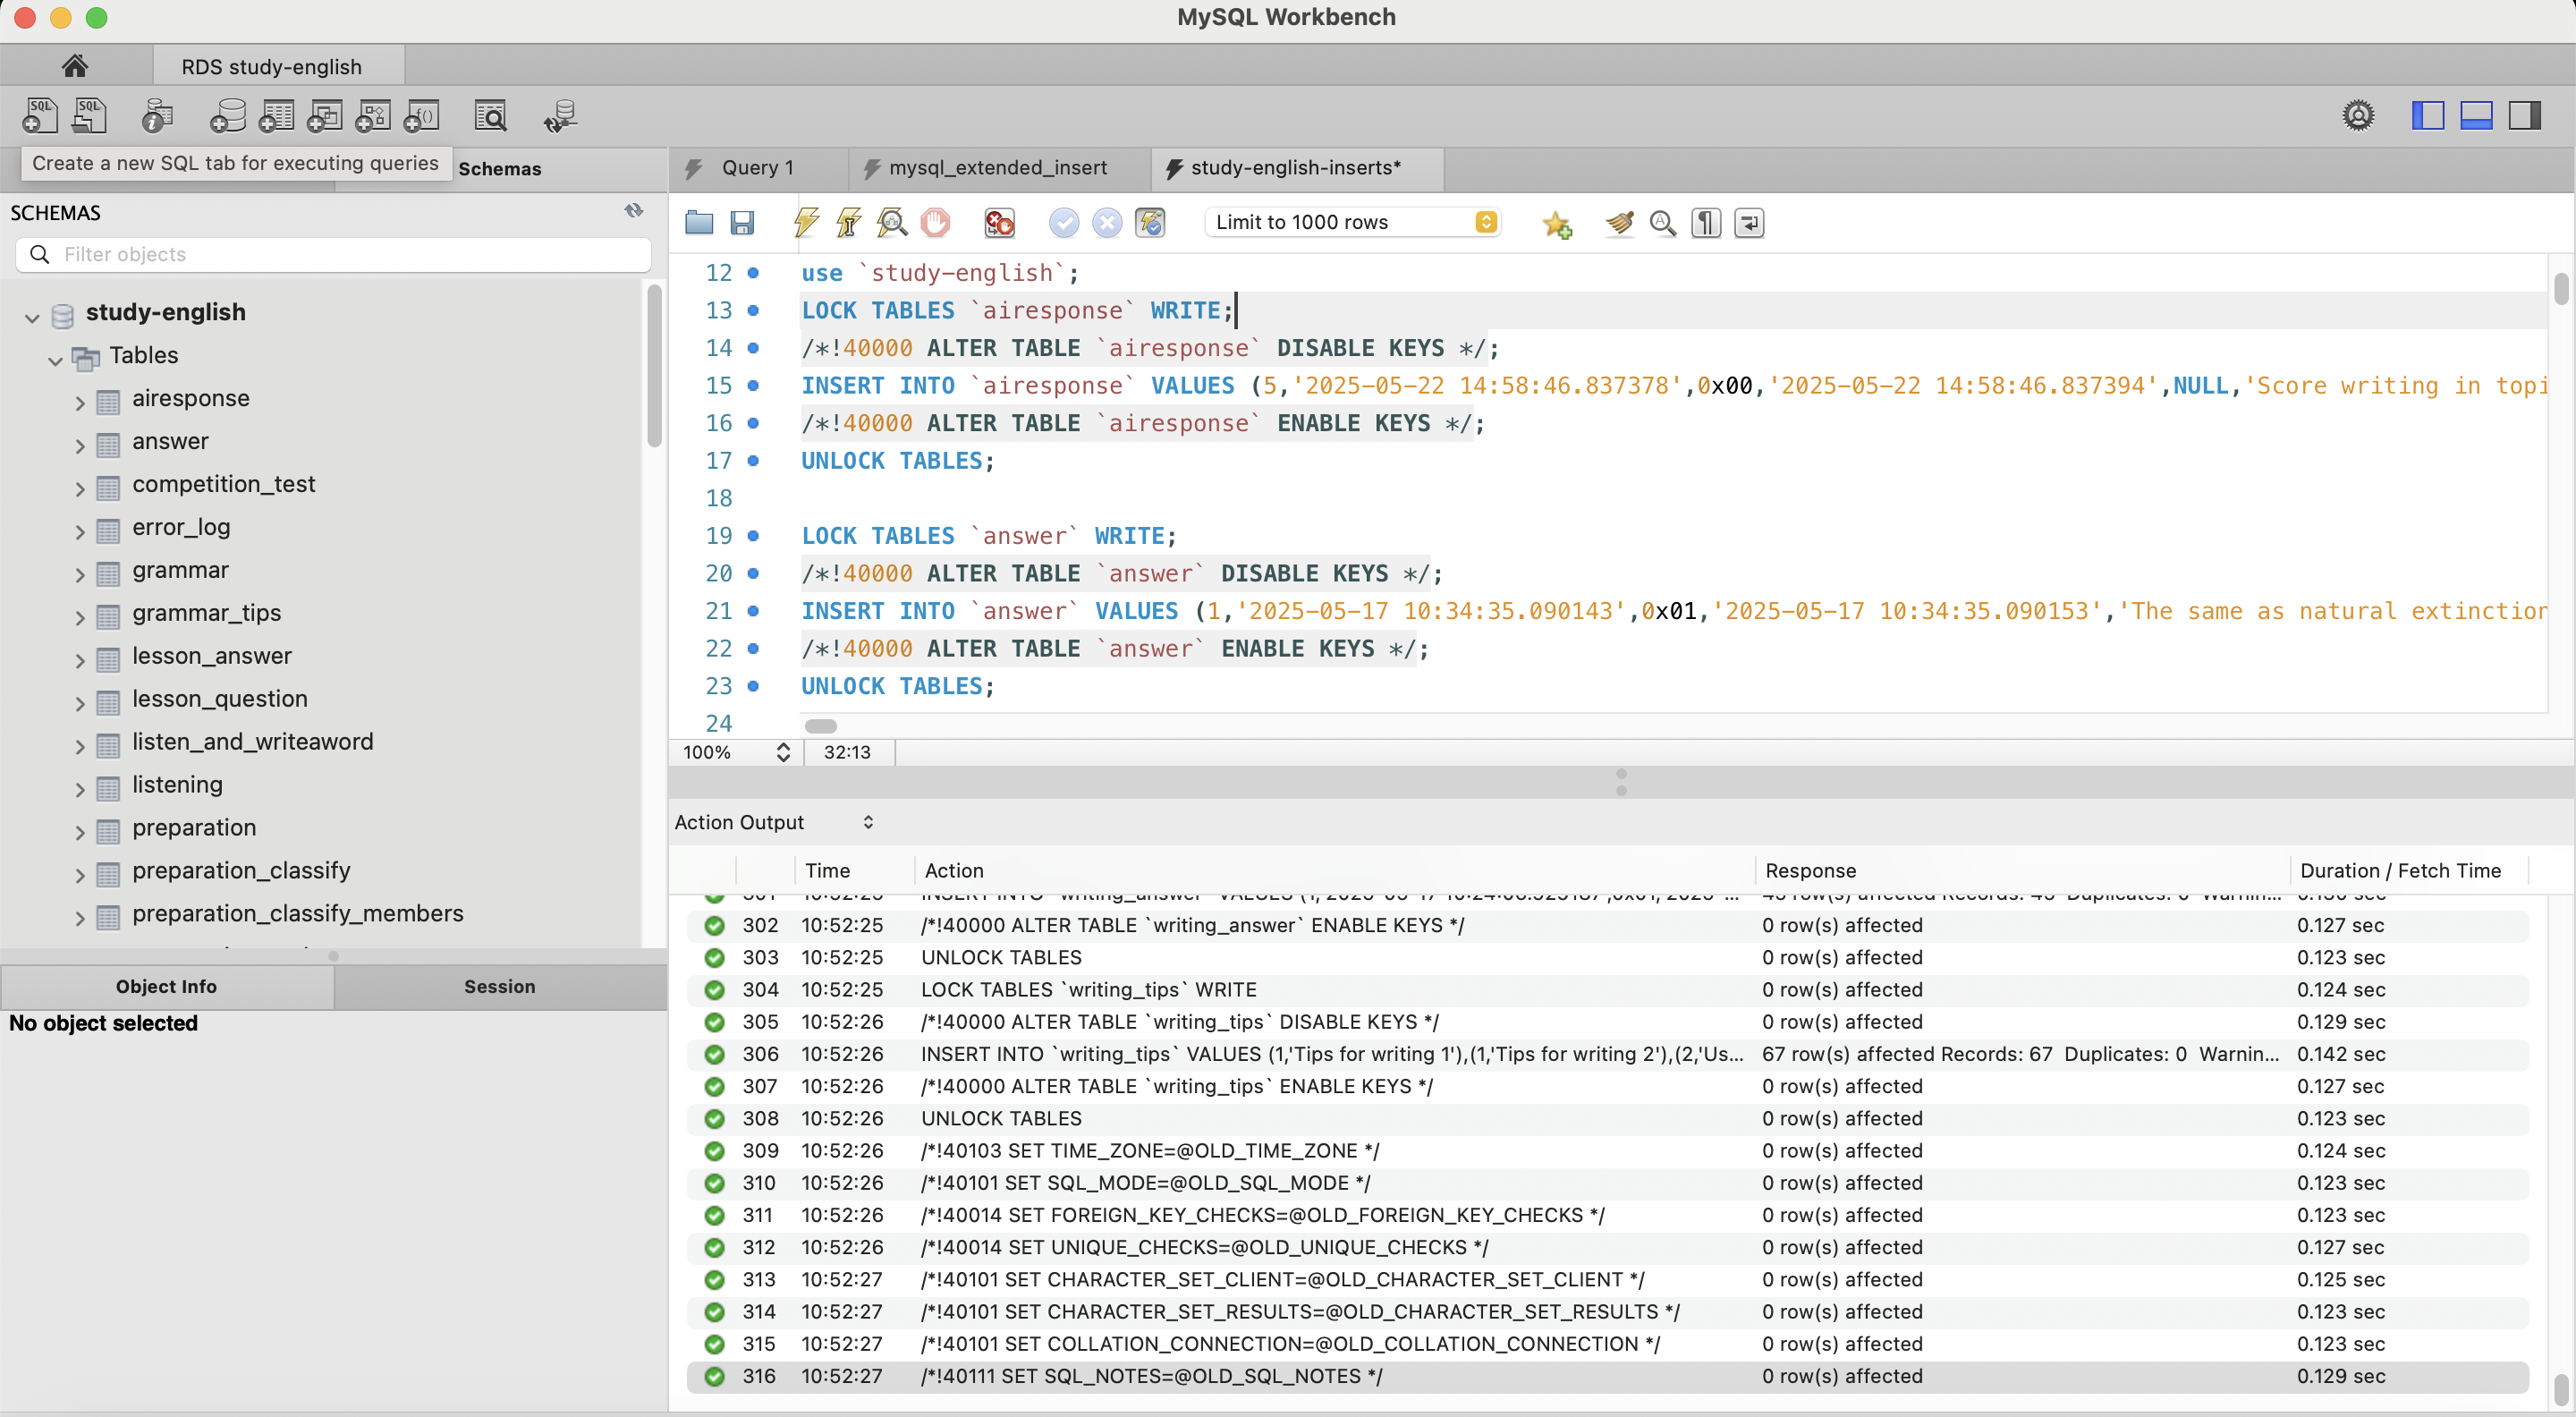 MySQL Workbench
RDS study-english
Create a new SQL tab for executing queries
Schemas
Query 1
mysql_extended_insert
study-english-inserts*
SCHEMAS
Filter objects
Limit to 1000 rows
study-english
Tables
airesponse
answer
competition_test
error_log
grammar
grammar_tips
lesson_answer
lesson_question
listen_and_writeaword
listening
preparation
preparation_classify
preparation_classify_members
Object Info
Session
No object selected
12 use `study-english`;
13 LOCK TABLES `airesponse` WRITE;
14 /*!40000 ALTER TABLE `airesponse` DISABLE KEYS */;
15 INSERT INTO `airesponse` VALUES (5,'2025-05-22 14:58:46.837378',0x00,'2025-05-22 14:58:46.837394',NULL,'Score writing in topi
16 /*!40000 ALTER TABLE `airesponse` ENABLE KEYS */;
17 UNLOCK TABLES;
18
19 LOCK TABLES `answer` WRITE;
20 /*!40000 ALTER TABLE `answer` DISABLE KEYS */;
21 INSERT INTO `answer` VALUES (1,'2025-05-17 10:34:35.090143',0x01,'2025-05-17 10:34:35.090153','The same as natural extinction
22 /*!40000 ALTER TABLE `answer` ENABLE KEYS */;
23 UNLOCK TABLES;
24
100% 32:13
Action Output
Time Action Response Duration / Fetch Time
302 10:52:25 /*!40000 ALTER TABLE `writing_answer` ENABLE KEYS */ 0 row(s) affected 0.127 sec
303 10:52:25 UNLOCK TABLES 0 row(s) affected 0.123 sec
304 10:52:25 LOCK TABLES `writing_tips` WRITE 0 row(s) affected 0.124 sec
305 10:52:26 /*!40000 ALTER TABLE `writing_tips` DISABLE KEYS */ 0 row(s) affected 0.129 sec
306 10:52:26 INSERT INTO `writing_tips` VALUES (1,'Tips for writing 1'),(1,'Tips for writing 2'),(2,'Us... 67 row(s) affected Records: 67 Duplicates: 0 Warnin... 0.142 sec
307 10:52:26 /*!40000 ALTER TABLE `writing_tips` ENABLE KEYS */ 0 row(s) affected 0.127 sec
308 10:52:26 UNLOCK TABLES 0 row(s) affected 0.123 sec
309 10:52:26 /*!40103 SET TIME_ZONE=@OLD_TIME_ZONE */ 0 row(s) affected 0.124 sec
310 10:52:26 /*!40101 SET SQL_MODE=@OLD_SQL_MODE */ 0 row(s) affected 0.123 sec
311 10:52:26 /*!40014 SET FOREIGN_KEY_CHECKS=@OLD_FOREIGN_KEY_CHECKS */ 0 row(s) affected 0.123 sec
312 10:52:26 /*!40014 SET UNIQUE_CHECKS=@OLD_UNIQUE_CHECKS */ 0 row(s) affected 0.127 sec
313 10:52:27 /*!40101 SET CHARACTER_SET_CLIENT=@OLD_CHARACTER_SET_CLIENT */ 0 row(s) affected 0.125 sec
314 10:52:27 /*!40101 SET CHARACTER_SET_RESULTS=@OLD_CHARACTER_SET_RESULTS */ 0 row(s) affected 0.123 sec
315 10:52:27 /*!40101 SET COLLATION_CONNECTION=@OLD_COLLATION_CONNECTION */ 0 row(s) affected 0.123 sec
316 10:52:27 /*!40111 SET SQL_NOTES=@OLD_SQL_NOTES */ 0 row(s) affected 0.129 sec